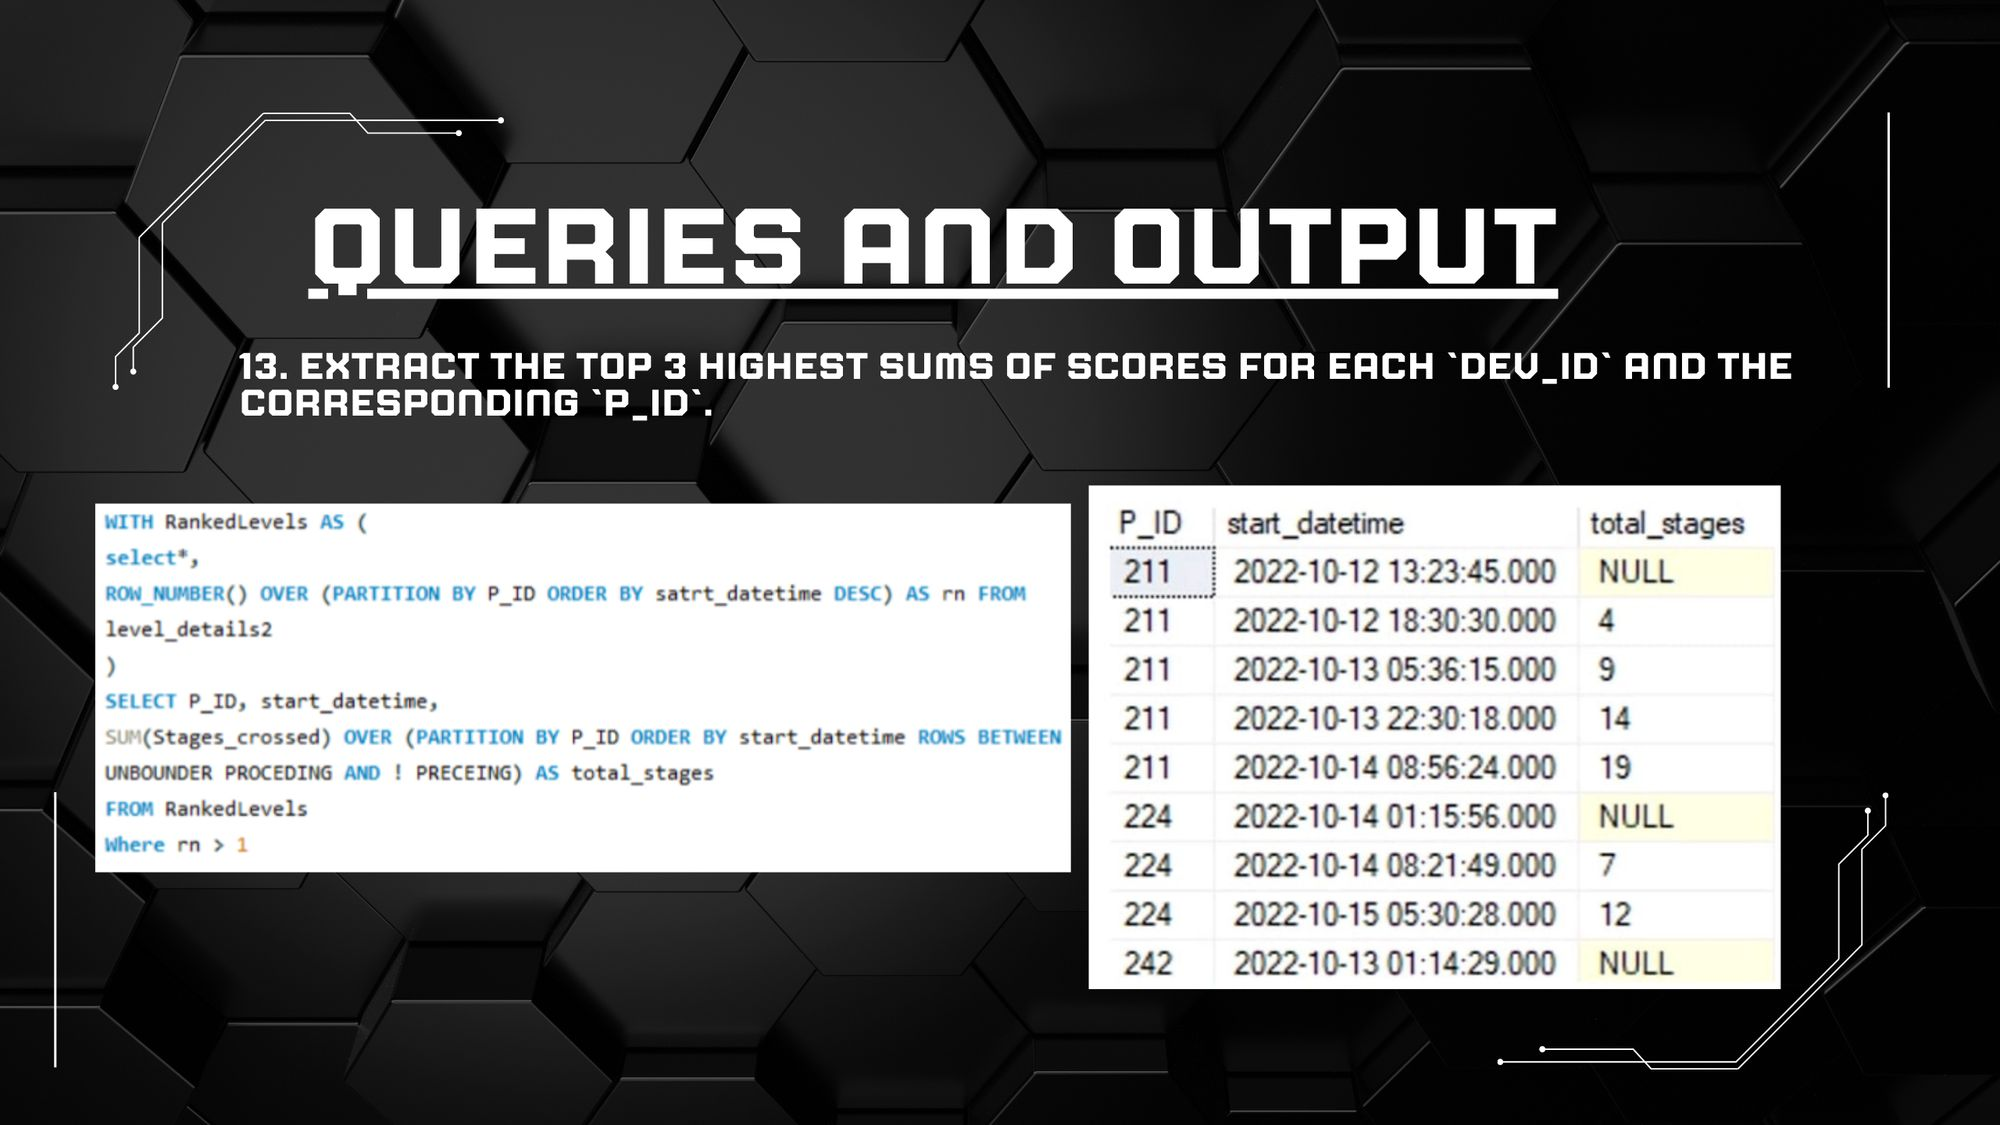 QUERIES AND OUTPUT
13. EXTRACT THE TOP 3 HIGHEST SUMS OF SCORES FOR EACH `DEV_ID` AND THE
CORRESPONDING `P_ID`.
WITH RankedLevels AS (
select*,
ROW_NUMBER() OVER (PARTITION BY P_ID ORDER BY satrt_datetime DESC) AS rn FROM
level_details2
)
SELECT P_ID, start_datetime,
SUM(Stages_crossed) OVER (PARTITION BY P_ID ORDER BY start_datetime ROWS BETWEEN
UNBOUNDER PROCEDING AND ! PRECEING) AS total_stages
FROM RankedLevels
Where rn > 1
P_ID start_datetime total_stages
211 2022-10-12 13:23:45.000 NULL
211 2022-10-12 18:30:30.000 4
211 2022-10-13 05:36:15.000 9
211 2022-10-13 22:30:18.000 14
211 2022-10-14 08:56:24.000 19
224 2022-10-14 01:15:56.000 NULL
224 2022-10-14 08:21:49.000 7
224 2022-10-15 05:30:28.000 12
242 2022-10-13 01:14:29.000 NULL